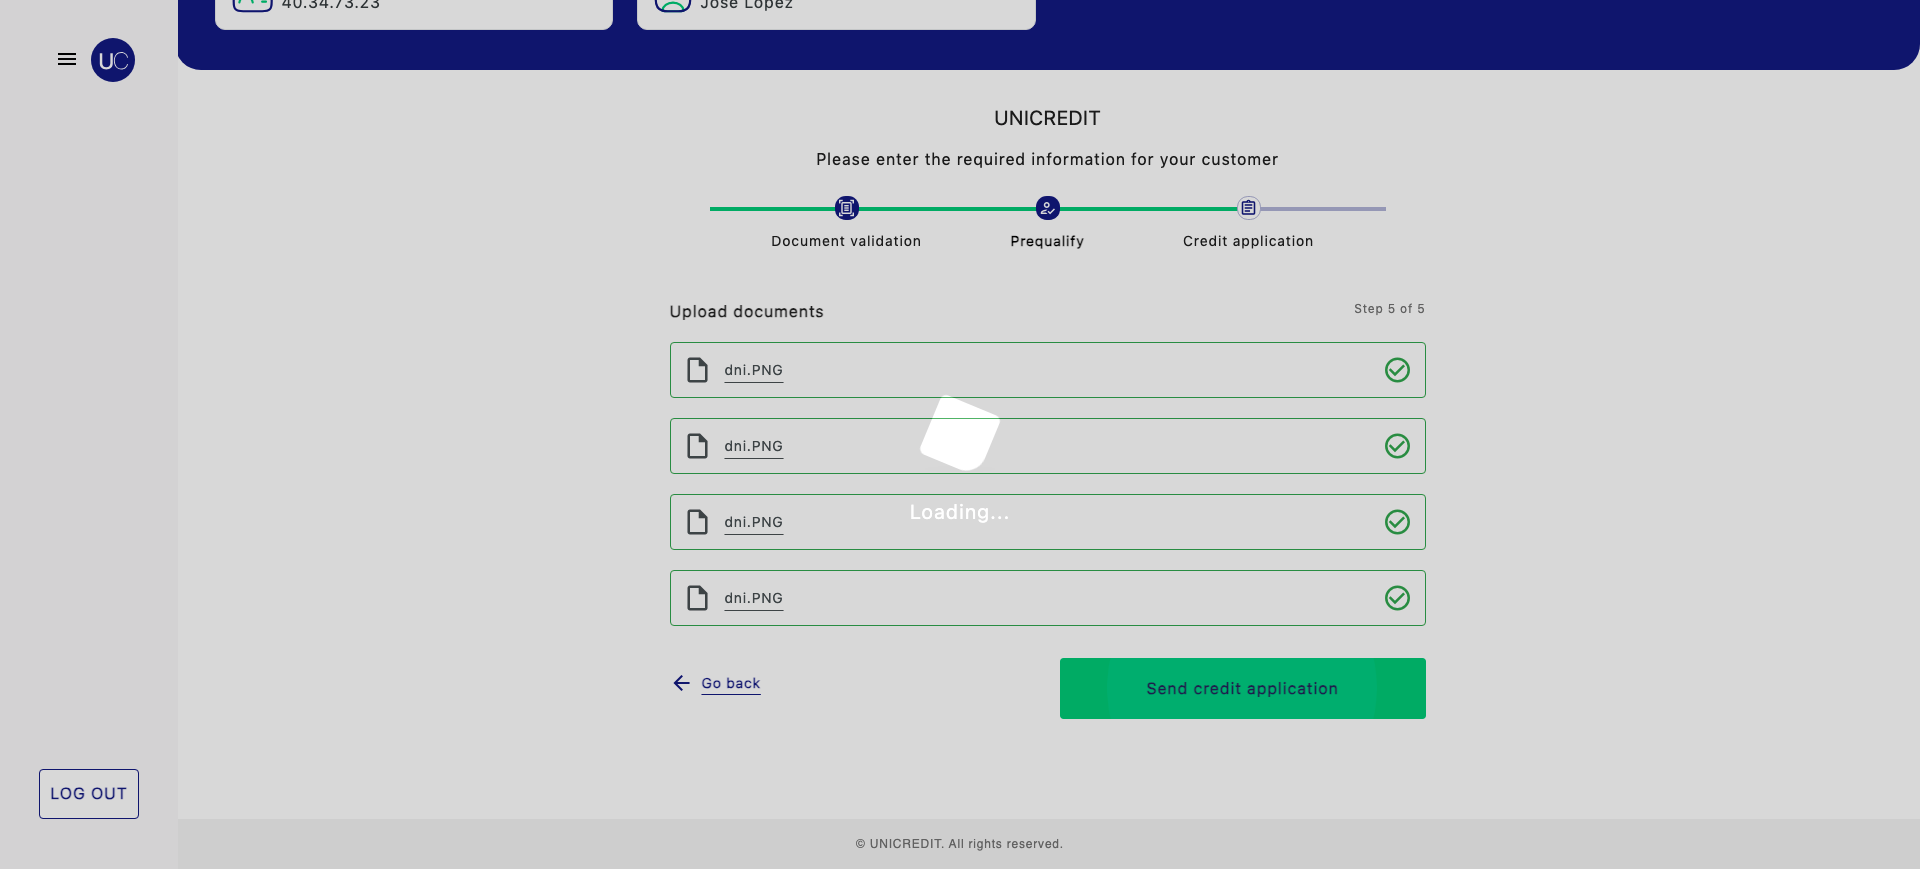 40.34.73.23
Jose Lopez
UC
UNICREDIT
Please enter the required information for your customer
Document validation
Prequalify
Credit application
Upload documents
Step 5 of 5
dni.PNG
dni.PNG
dni.PNG
Loading...
dni.PNG
Go back
Send credit application
LOG OUT
© UNICREDIT. All rights reserved.